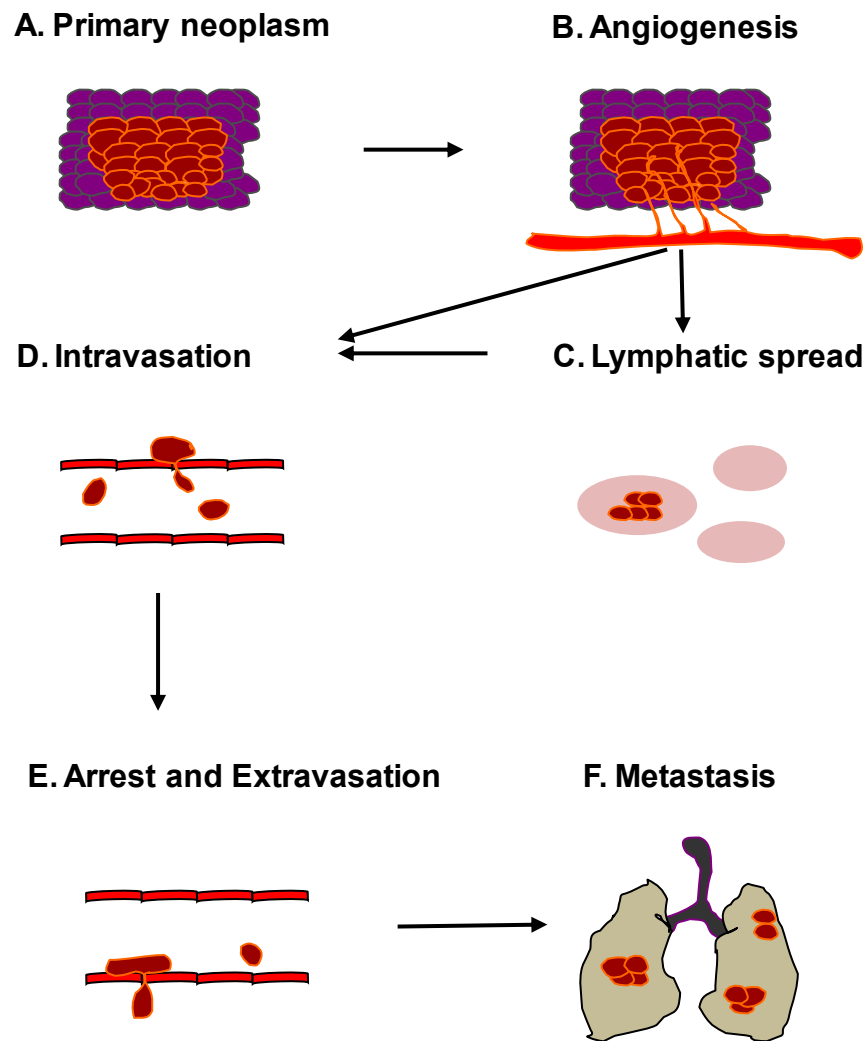 A. Primary neoplasm
B. Angiogenesis
D. Intravasation
C. Lymphatic spread
E. Arrest and Extravasation
F. Metastasis